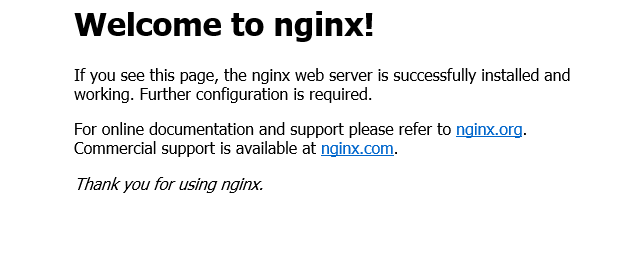 Welcome to nginx!
If you see this page, the nginx web server is successfully installed and
working. Further configuration is required.
For online documentation and support please refer to nginx.org.
Commercial support is available at nginx.com.
Thank you for using nginx.